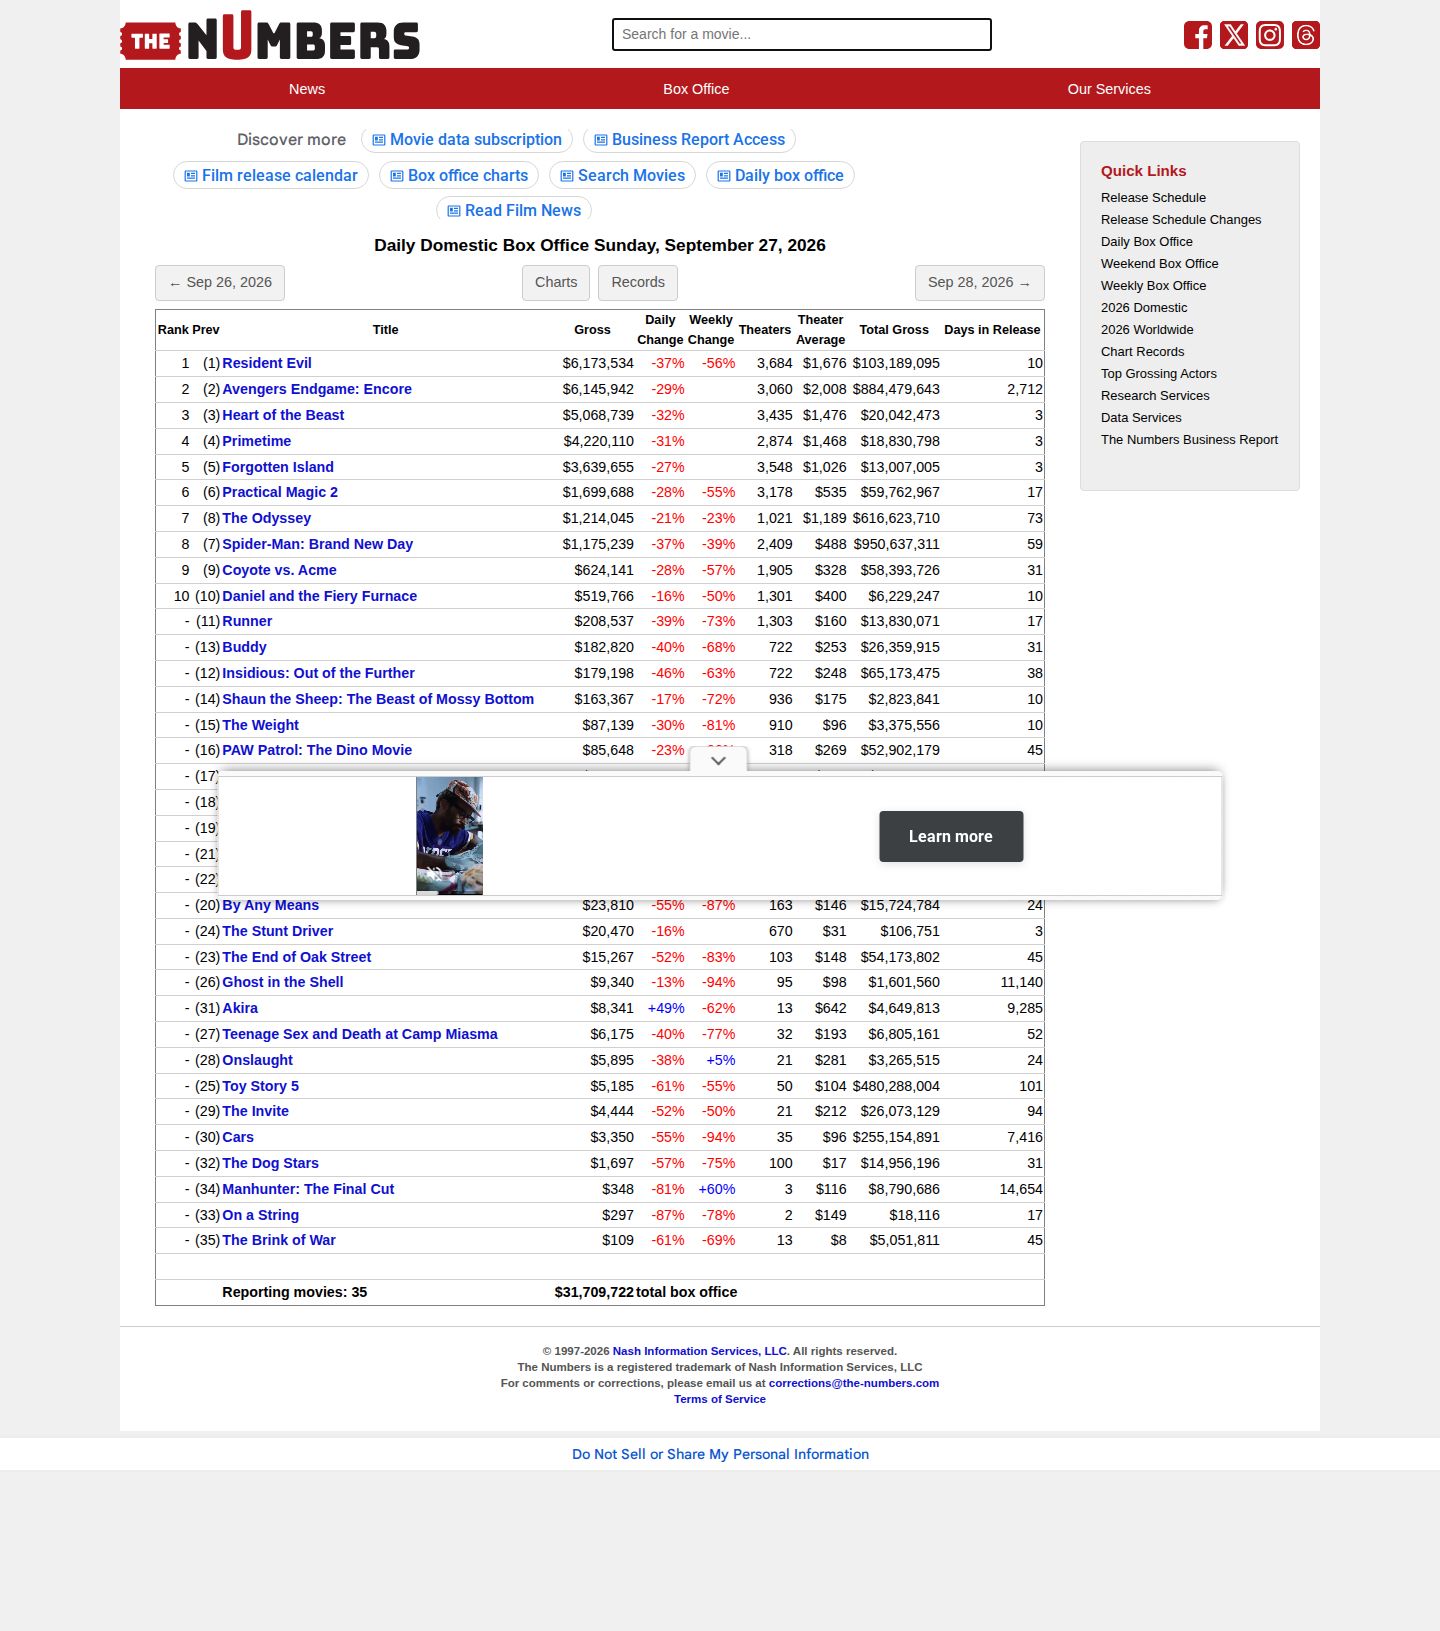 THE NUMBERS
Search for a movie...
News Box Office Our Services
Discover more Movie data subscription Business Report Access
Film release calendar Box office charts Search Movies Daily box office
Read Film News
Quick Links
Release Schedule
Release Schedule Changes
Daily Box Office
Weekend Box Office
Weekly Box Office
2026 Domestic
2026 Worldwide
Chart Records
Top Grossing Actors
Research Services
Data Services
The Numbers Business Report
Daily Domestic Box Office Sunday, September 27, 2026
← Sep 26, 2026 Charts Records Sep 28, 2026 →
Rank Prev Title Gross Daily Change Weekly Change Theaters Theater Average Total Gross Days in Release
1 (1) Resident Evil $6,173,534 -37% -56% 3,684 $1,676 $103,189,095 10
2 (2) Avengers Endgame: Encore $6,145,942 -29% 3,060 $2,008 $884,479,643 2,712
3 (3) Heart of the Beast $5,068,739 -32% 3,435 $1,476 $20,042,473 3
4 (4) Primetime $4,220,110 -31% 2,874 $1,468 $18,830,798 3
5 (5) Forgotten Island $3,639,655 -27% 3,548 $1,026 $13,007,005 3
6 (6) Practical Magic 2 $1,699,688 -28% -55% 3,178 $535 $59,762,967 17
7 (8) The Odyssey $1,214,045 -21% -23% 1,021 $1,189 $616,623,710 73
8 (7) Spider-Man: Brand New Day $1,175,239 -37% -39% 2,409 $488 $950,637,311 59
9 (9) Coyote vs. Acme $624,141 -28% -57% 1,905 $328 $58,393,726 31
10 (10) Daniel and the Fiery Furnace $519,766 -16% -50% 1,301 $400 $6,229,247 10
- (11) Runner $208,537 -39% -73% 1,303 $160 $13,830,071 17
- (13) Buddy $182,820 -40% -68% 722 $253 $26,359,915 31
- (12) Insidious: Out of the Further $179,198 -46% -63% 722 $248 $65,173,475 38
- (14) Shaun the Sheep: The Beast of Mossy Bottom $163,367 -17% -72% 936 $175 $2,823,841 10
- (15) The Weight $87,139 -30% -81% 910 $96 $3,375,556 10
- (16) PAW Patrol: The Dino Movie $85,648 -23% 318 $269 $52,902,179 45
- (17)
- (18)
- (19)
- (21)
- (22)
Learn more
- (20) By Any Means $23,810 -55% -87% 163 $146 $15,724,784 24
- (24) The Stunt Driver $20,470 -16% 670 $31 $106,751 3
- (23) The End of Oak Street $15,267 -52% -83% 103 $148 $54,173,802 45
- (26) Ghost in the Shell $9,340 -13% -94% 95 $98 $1,601,560 11,140
- (31) Akira $8,341 +49% -62% 13 $642 $4,649,813 9,285
- (27) Teenage Sex and Death at Camp Miasma $6,175 -40% -77% 32 $193 $6,805,161 52
- (28) Onslaught $5,895 -38% +5% 21 $281 $3,265,515 24
- (25) Toy Story 5 $5,185 -61% -55% 50 $104 $480,288,004 101
- (29) The Invite $4,444 -52% -50% 21 $212 $26,073,129 94
- (30) Cars $3,350 -55% -94% 35 $96 $255,154,891 7,416
- (32) The Dog Stars $1,697 -57% -75% 100 $17 $14,956,196 31
- (34) Manhunter: The Final Cut $348 -81% +60% 3 $116 $8,790,686 14,654
- (33) On a String $297 -87% -78% 2 $149 $18,116 17
- (35) The Brink of War $109 -61% -69% 13 $8 $5,051,811 45
Reporting movies: 35 $31,709,722 total box office
© 1997-2026 Nash Information Services, LLC. All rights reserved.
The Numbers is a registered trademark of Nash Information Services, LLC
For comments or corrections, please email us at corrections@the-numbers.com
Terms of Service
Do Not Sell or Share My Personal Information